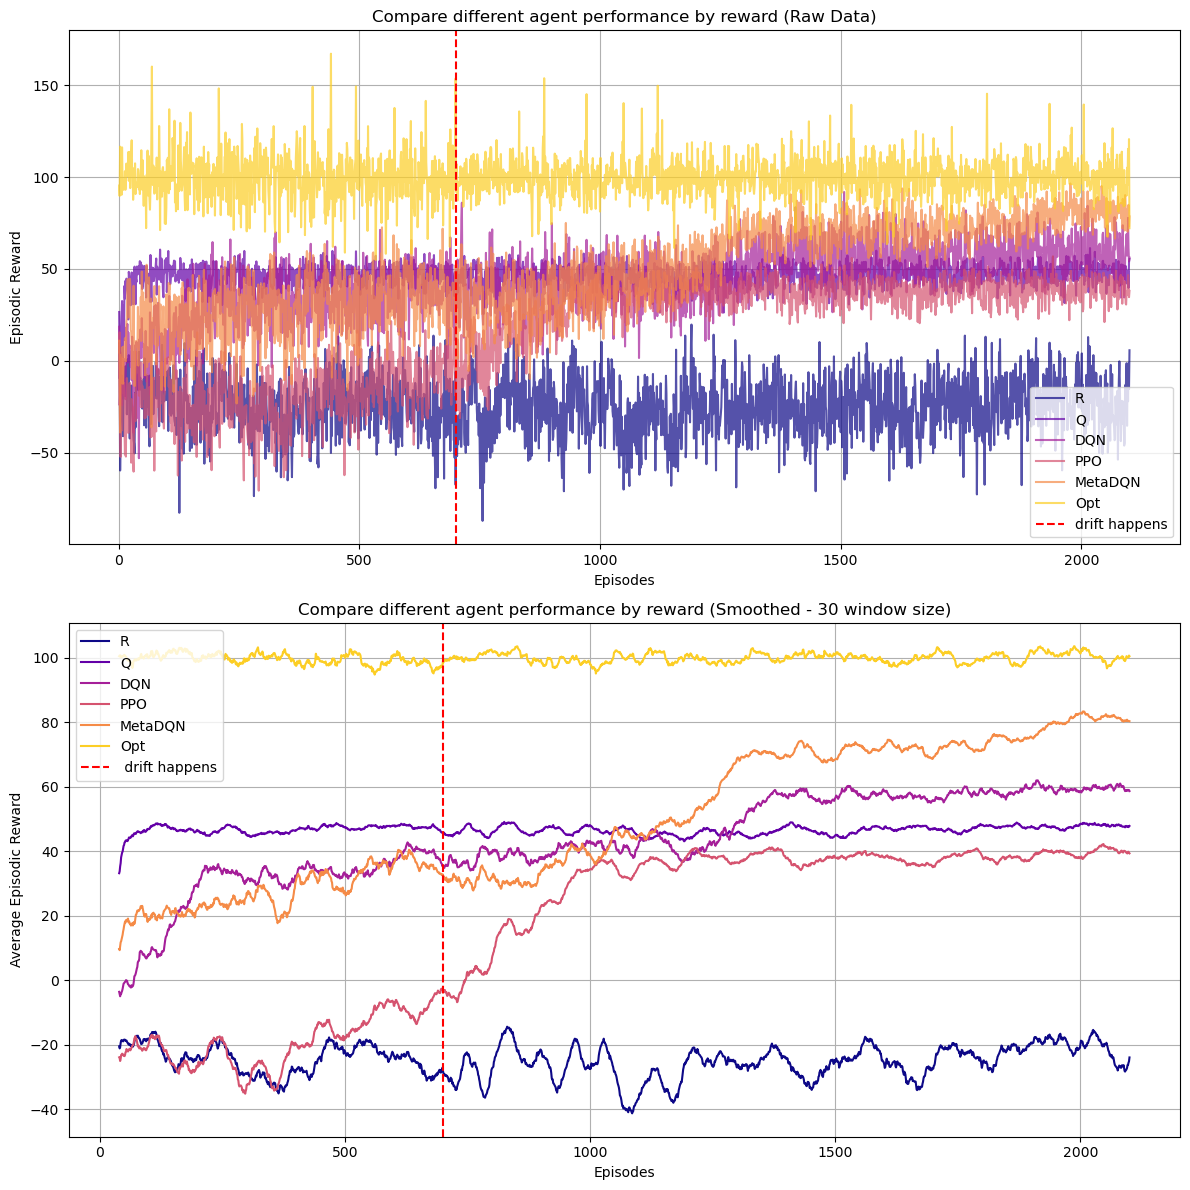 Compare different agent performance by reward (Raw Data)
Episodic Reward
150
100
50
0
−50
R
Q
DQN
PPO
MetaDQN
Opt
drift happens
0 500 1000 1500 2000
Episodes
Compare different agent performance by reward (Smoothed - 30 window size)
Average Episodic Reward
100
80
60
40
20
0
−20
−40
R
Q
DQN
PPO
MetaDQN
Opt
drift happens
0 500 1000 1500 2000
Episodes